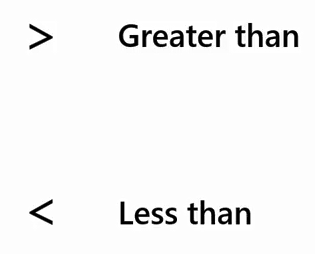 > Greater than
< Less than